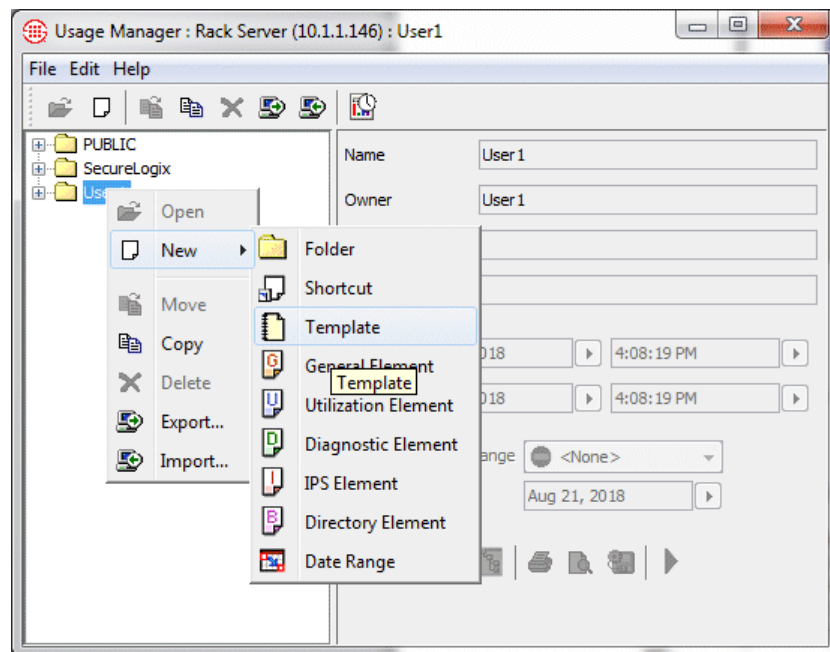 Usage Manager : Rack Server (10.1.1.146) : User1
File Edit Help
PUBLIC
SecureLogix
Name User1
Owner User1
Open
New
Move
Copy
Delete
Export...
Import...
Folder
Shortcut
Template
General Element
Template
Utilization Element
Diagnostic Element
IPS Element
Directory Element
Date Range
018 4:08:19 PM
018 4:08:19 PM
ange <None>
Aug 21, 2018